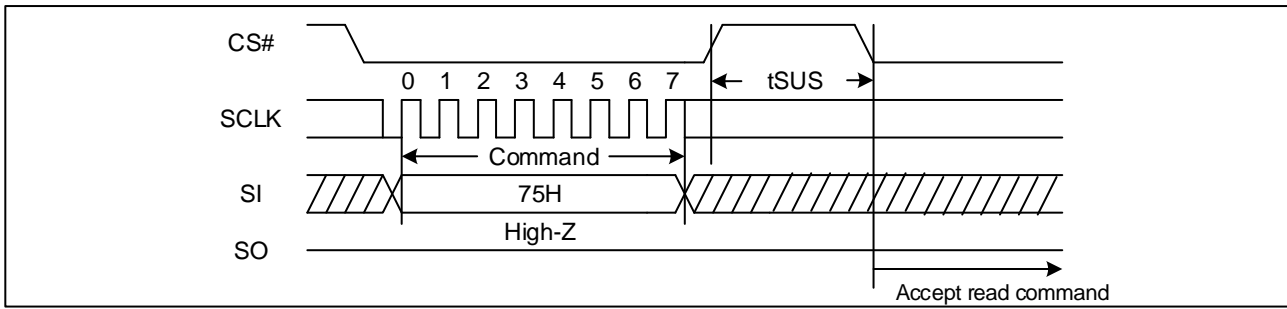 CS#
0 1 2 3 4 5 6 7
tSUS
SCLK
Command
SI
75H
High-Z
SO
Accept read command